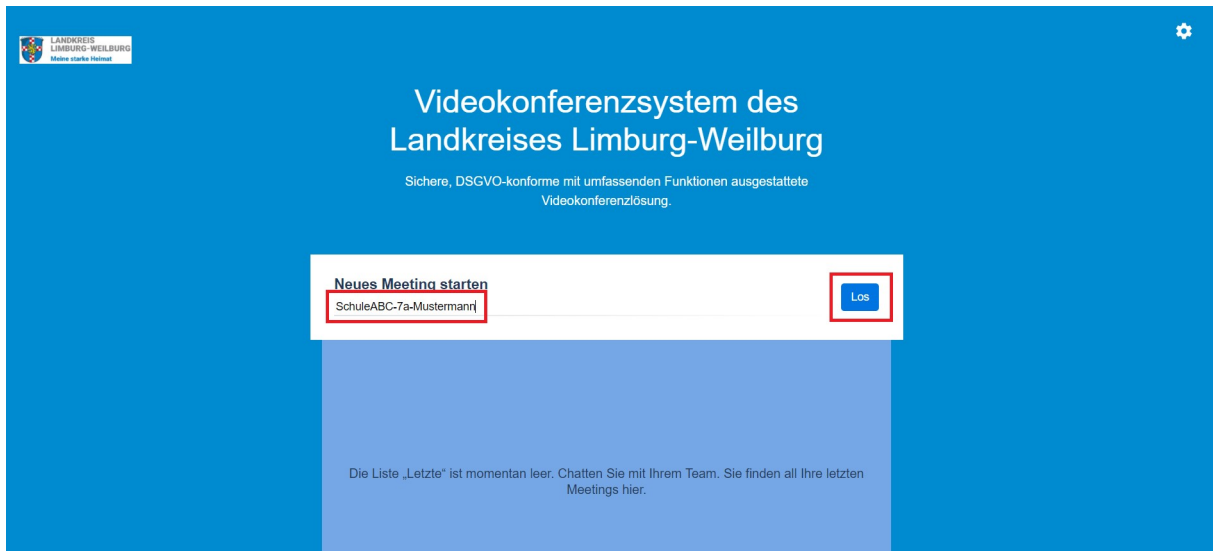 LANDKREIS
LIMBURG-WEILBURG
Meine starke Heimat
Videokonferenzsystem des
Landkreises Limburg-Weilburg
Sichere, DSGVO-konforme mit umfassenden Funktionen ausgestattete
Videokonferenzlösung.
Neues Meeting starten
SchuleABC-7a-Mustermann
Los
Die Liste „Letzte“ ist momentan leer. Chatten Sie mit Ihrem Team. Sie finden all Ihre letzten
Meetings hier.